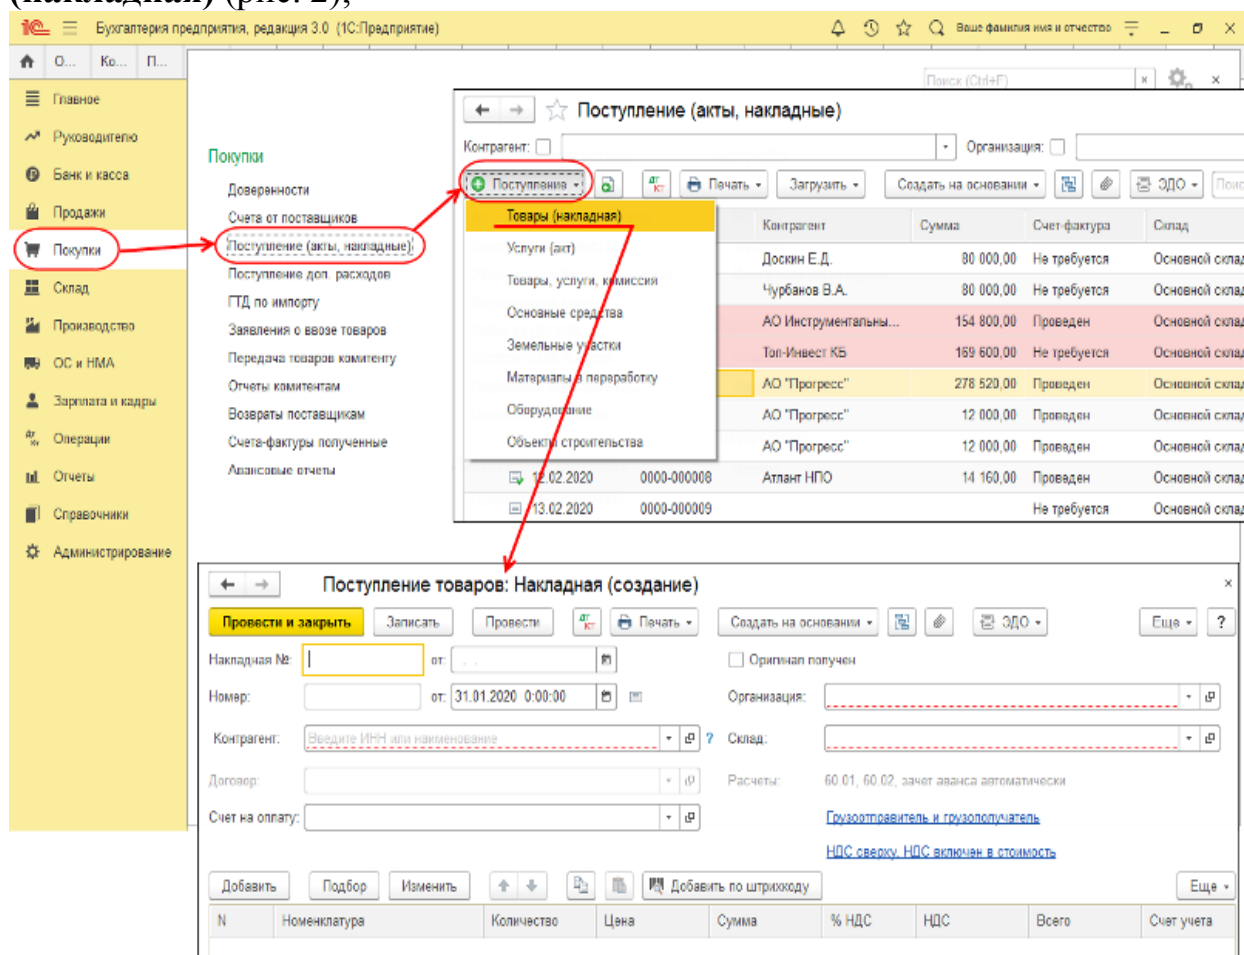 (накладная) (рис. 2),
Бухгалтерия предприятия, редакция 3.0 (1С:Предприятие)
Ваше фамилия имя и отчество
О... Ко... П...
Поиск (Ctrl+F)
Главное
Руководителю
Банк и касса
Продажи
Покупки
Склад
Производство
ОС и НМА
Зарплата и кадры
Операции
Отчеты
Справочники
Администрирование
Покупки
Доверенности
Счета от поставщиков
Поступление (акты, накладные)
Поступление доп. расходов
ГТД по импорту
Заявления о ввозе товаров
Передача товаров комитенту
Отчеты комитентам
Возвраты поставщикам
Счета-фактуры полученные
Авансовые отчеты
Поступление (акты, накладные)
Контрагент: Организация:
Поступление Печать Загрузить Создать на основании ЭДО Поис
Товары (накладная)
Услуги (акт)
Товары, услуги, комиссия
Основные средства
Земельные участки
Материалы в переработку
Оборудование
Объекты строительства
Контрагент Сумма Счет-фактура Склад
Доскин Е.Д. 80 000,00 Не требуется Основной склад
Чурбанов В.А. 80 000,00 Не требуется Основной склад
АО Инструментальны... 154 800,00 Проведен Основной склад
Топ-Инвест КБ 169 600,00 Не требуется Основной склад
АО "Прогресс" 278 520,00 Проведен Основной склад
АО "Прогресс" 12 000,00 Проведен Основной склад
АО "Прогресс" 12 000,00 Проведен Основной склад
12.02.2020 0000-000008 Атлант НПО 14 160,00 Проведен Основной склад
13.02.2020 0000-000009 Не требуется Основной склад
Поступление товаров: Накладная (создание)
Провести и закрыть Записать Провести Печать Создать на основании ЭДО Еще ?
Накладная №: от: . . Оригинал получен
Номер: от: 31.01.2020 0:00:00 Организация:
Контрагент: Введите ИНН или наименование ? Склад:
Договор: Расчеты: 60.01, 60.02, зачет аванса автоматически
Счет на оплату: Грузоотправитель и грузополучатель
НДС сверху. НДС включен в стоимость
Добавить Подбор Изменить Добавить по штрихкоду Еще
N Номенклатура Количество Цена Сумма % НДС НДС Всего Счет учета